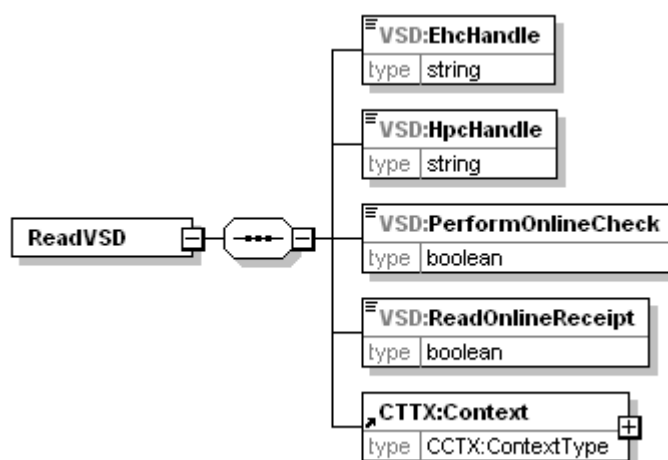 VSD:EhcHandle
type string
VSD:HpcHandle
type string
ReadVSD
VSD:PerformOnlineCheck
type boolean
VSD:ReadOnlineReceipt
type boolean
CTTX:Context
type CCTX:ContextType